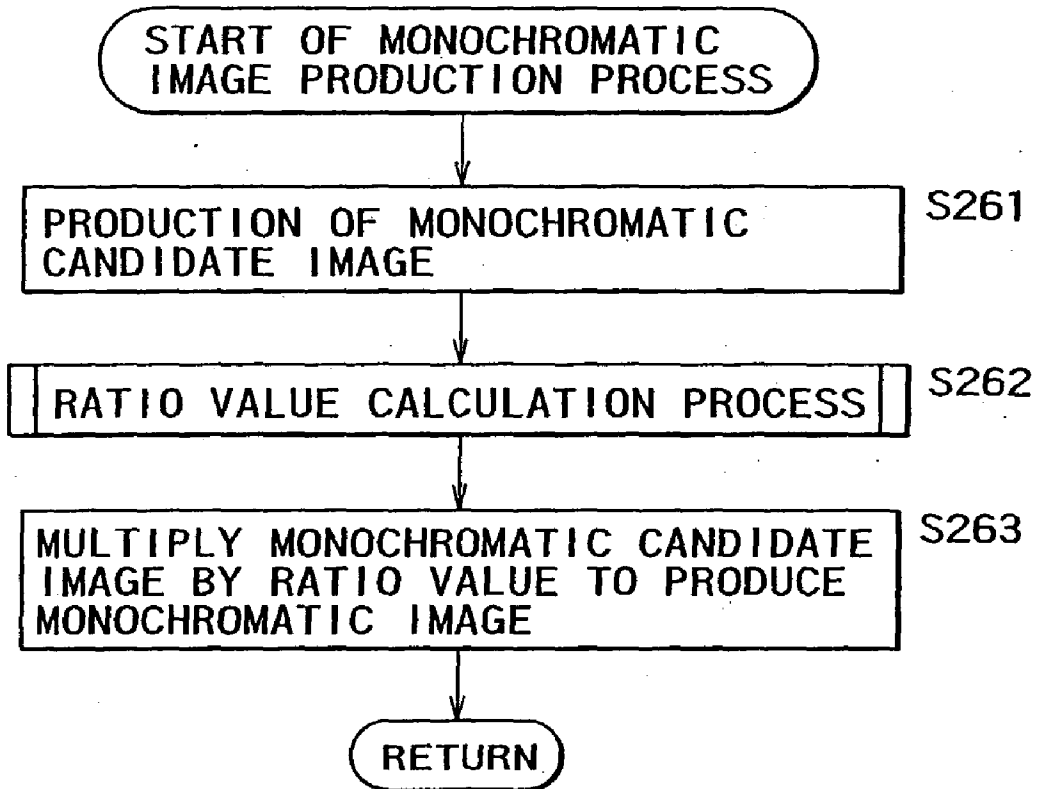 START OF MONOCHROMATIC
IMAGE PRODUCTION PROCESS
PRODUCTION OF MONOCHROMATIC
CANDIDATE IMAGE
S261
RATIO VALUE CALCULATION PROCESS
S262
MULTIPLY MONOCHROMATIC CANDIDATE
IMAGE BY RATIO VALUE TO PRODUCE
MONOCHROMATIC IMAGE
S263
RETURN